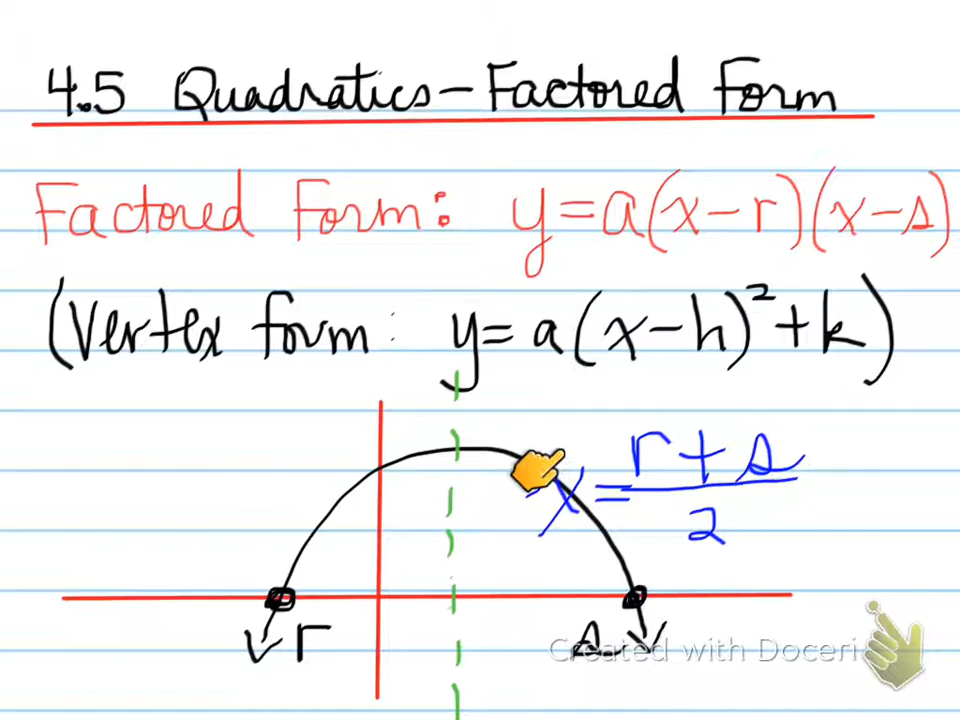 4.5 Quadratics - Factored Form
Factored Form: y=a(x-r)(x-s)
(Vertex form: y=a(x-h)²+k)
x = r+s
2
r s
Created with Doceri